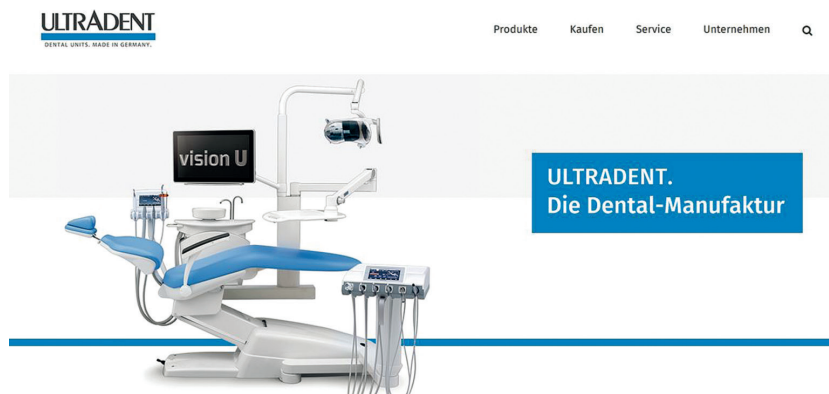 ULTRADENT
DENTAL UNITS. MADE IN GERMANY.
Produkte Kaufen Service Unternehmen
vision U
ULTRADENT.
Die Dental-Manufaktur